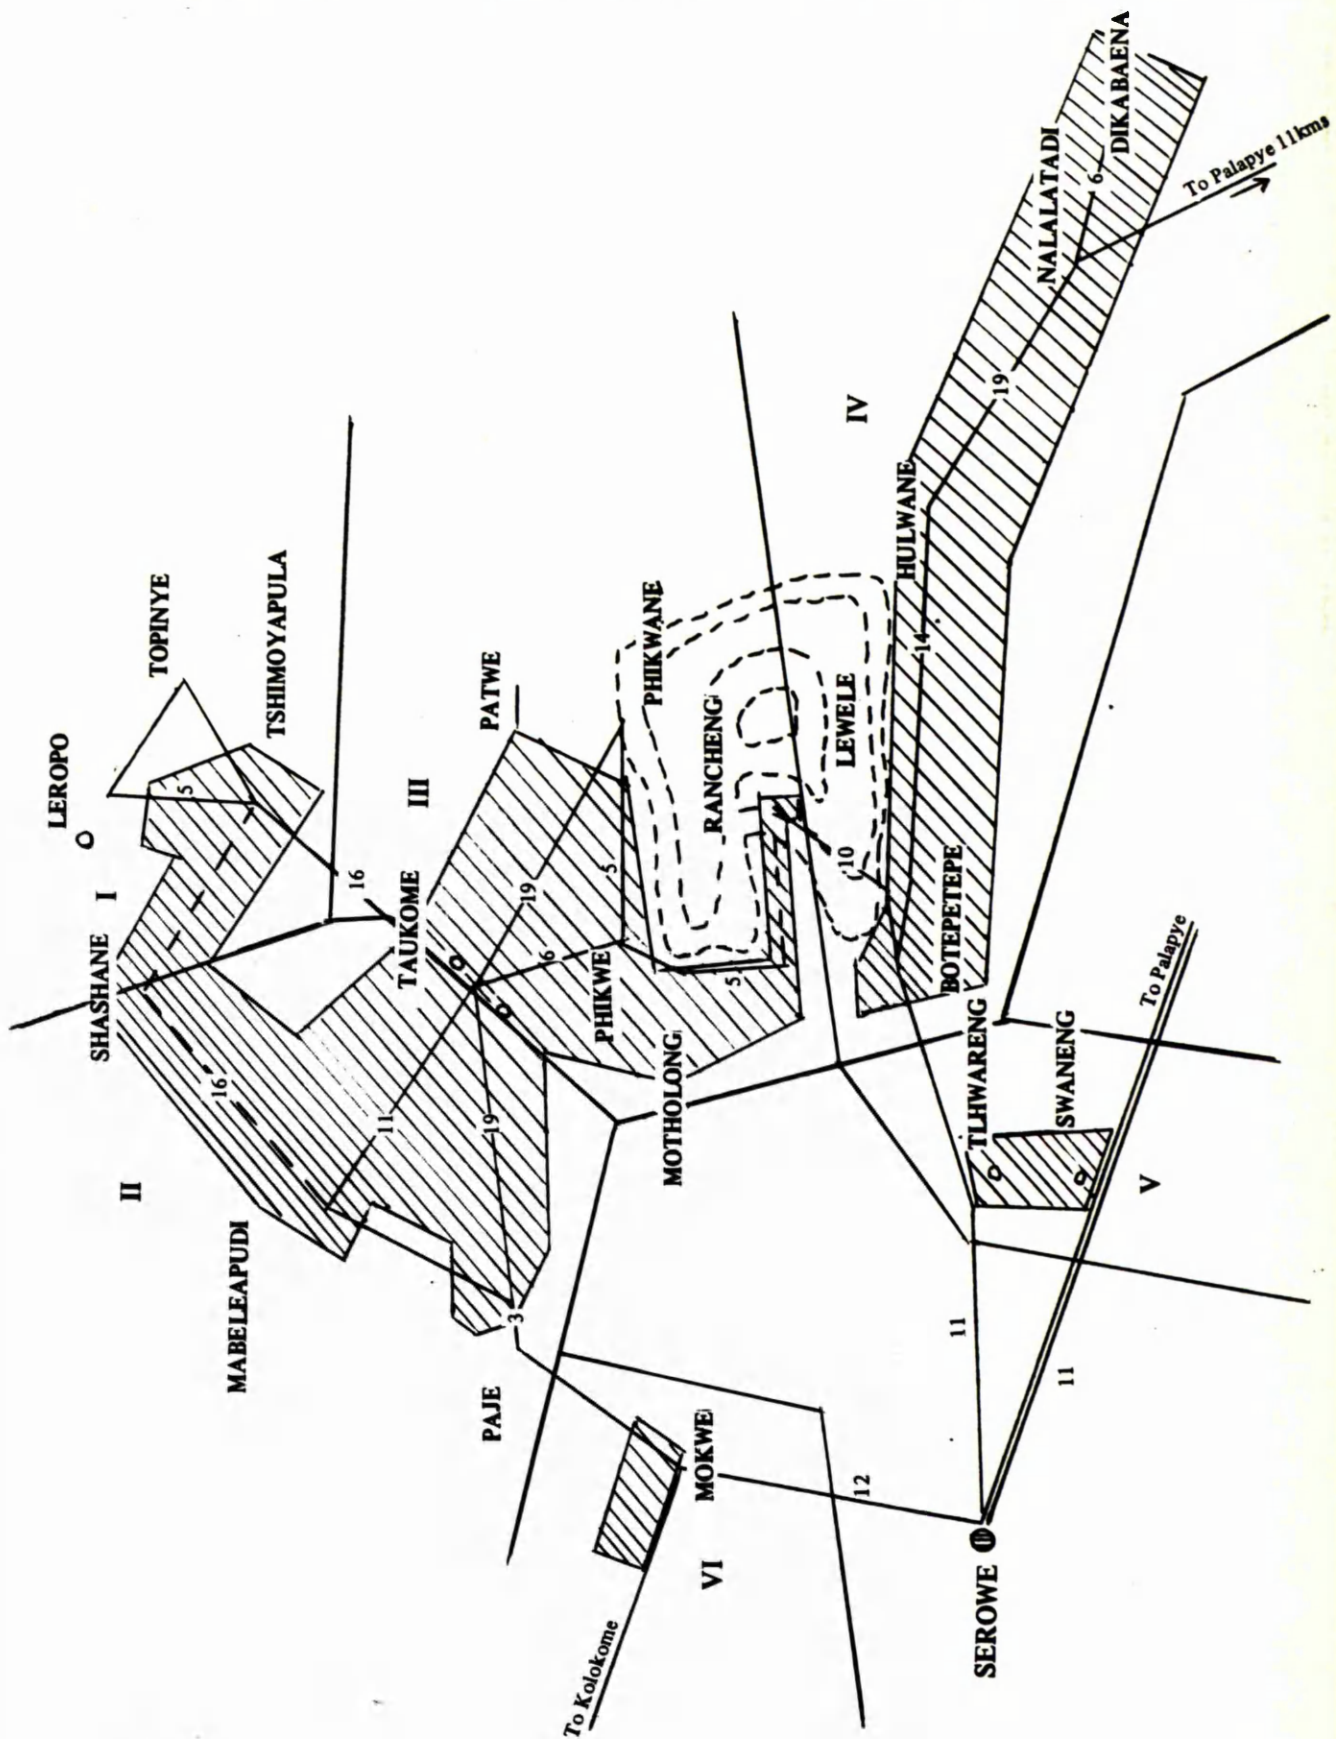 LEROPO
TOPINYE
I
TSHIMOYAPULA
SHASHANE
5
II
16
16
III
TAUKOME
PATWE
MABELEAPUDI
11
19
19
PHIKWANE
5
6
PHIKWE
RANCHENG
5
MOTHOLONG
LEWELE
10
IV
PAJE
3
HULWANE
14
19
NALALATADI
6
DIKABAENA
To Palapye 11kms
BOTEPETEPE
TLHWARENG
SWANENG
V
To Palapye
MOKWE
VI
To Kolokome
12
11
11
SEROWE